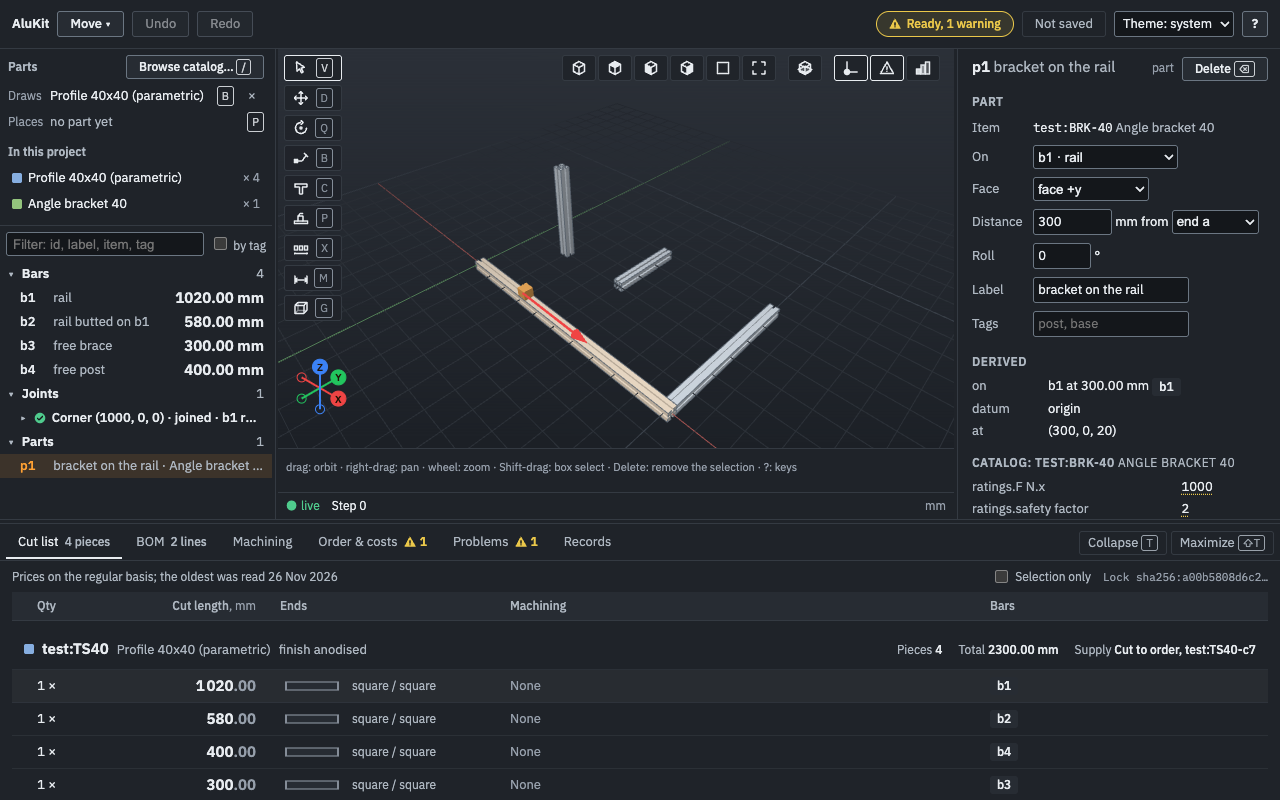 AluKit Move ▾ Undo Redo Ready, 1 warning Not saved Theme: system ?
Parts Browse catalog... /
Draws Profile 40x40 (parametric) B ×
Places no part yet P
In this project
Profile 40x40 (parametric) × 4
Angle bracket 40 × 1
Filter: id, label, item, tag by tag
Bars 4
b1 rail 1020.00 mm
b2 rail butted on b1 580.00 mm
b3 free brace 300.00 mm
b4 free post 400.00 mm
Joints 1
Corner (1000, 0, 0) · joined · b1 r...
Parts 1
p1 bracket on the rail · Angle bracket ...
V
D
Q
B
C
P
X
M
G
Z
Y
X
drag: orbit · right-drag: pan · wheel: zoom · Shift-drag: box select · Delete: remove the selection · ?: keys
live Step 0 mm
p1 bracket on the rail part Delete
PART
Item test:BRK-40 Angle bracket 40
On b1 · rail
Face face +y
Distance 300 mm from end a
Roll 0 °
Label bracket on the rail
Tags post, base
DERIVED
on b1 at 300.00 mm b1
datum origin
at (300, 0, 20)
CATALOG: TEST:BRK-40 ANGLE BRACKET 40
ratings.F N.x 1000
ratings.safety factor 2
Cut list 4 pieces BOM 2 lines Machining Order & costs 1 Problems 1 Records Collapse T Maximize ⇧T
Prices on the regular basis; the oldest was read 26 Nov 2026 Selection only Lock sha256:a00b5808d6c2…
Qty Cut length, mm Ends Machining Bars
test:TS40 Profile 40x40 (parametric) finish anodised Pieces 4 Total 2300.00 mm Supply Cut to order, test:TS40-c7
1 × 1020.00 square / square None b1
1 × 580.00 square / square None b2
1 × 400.00 square / square None b4
1 × 300.00 square / square None b3